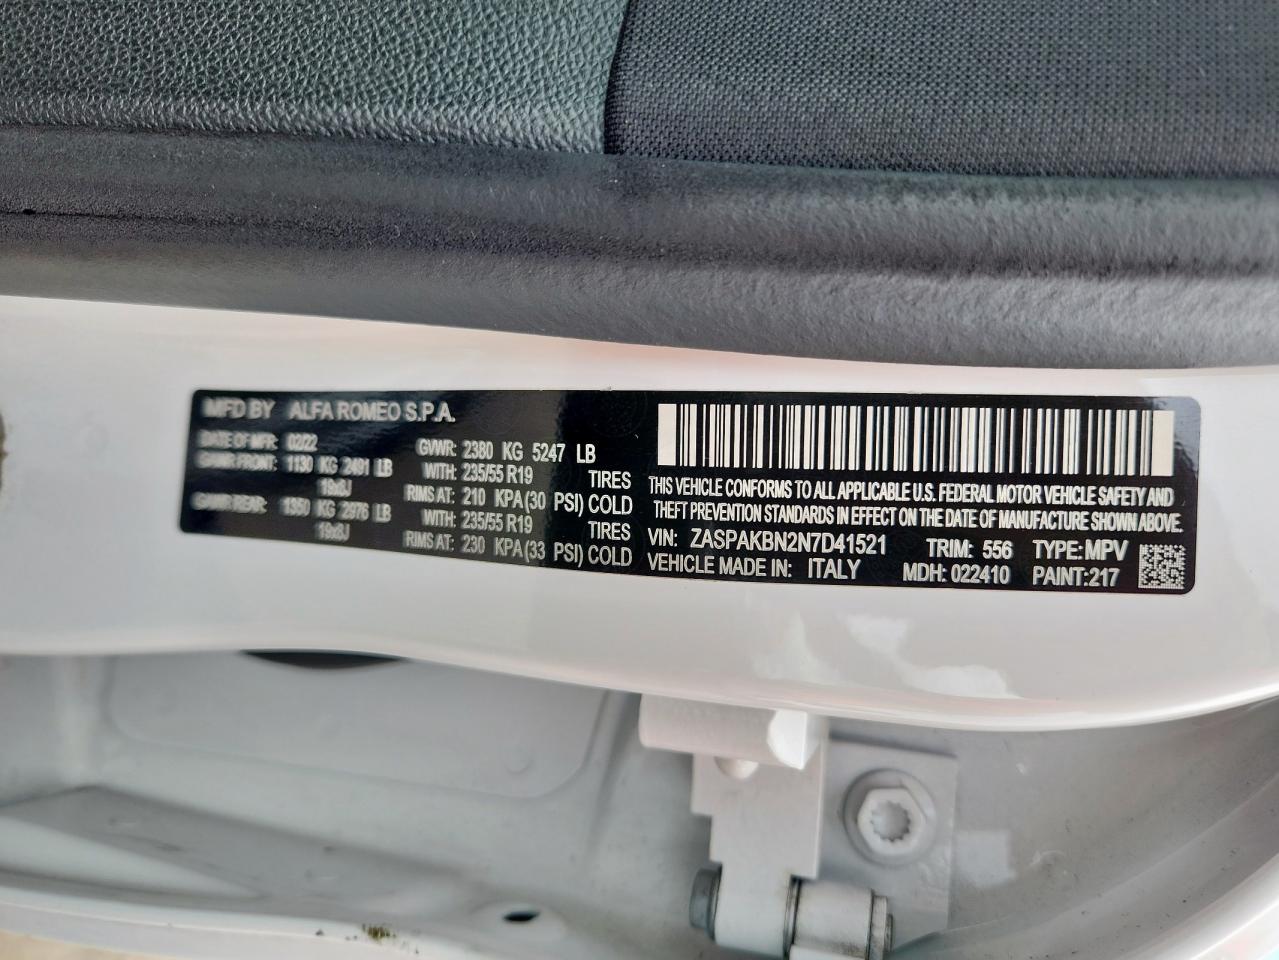 MFD BY ALFA ROMEO S.P.A.
DATE OF MFR: 02/22 GVWR: 2380 KG 5247 LB
GAWR FRONT: 1130 KG 2491 LB WITH: 235/55 R19 TIRES
19x8J RIMS AT: 210 KPA (30 PSI) COLD
GAWR REAR: 1350 KG 2976 LB WITH: 235/55 R19 TIRES
19x8J RIMS AT: 230 KPA (33 PSI) COLD
THIS VEHICLE CONFORMS TO ALL APPLICABLE U.S. FEDERAL MOTOR VEHICLE SAFETY AND
THEFT PREVENTION STANDARDS IN EFFECT ON THE DATE OF MANUFACTURE SHOWN ABOVE.
VIN: ZASPAKBN2N7D41521 TRIM: 556 TYPE: MPV
VEHICLE MADE IN: ITALY MDH: 022410 PAINT: 217